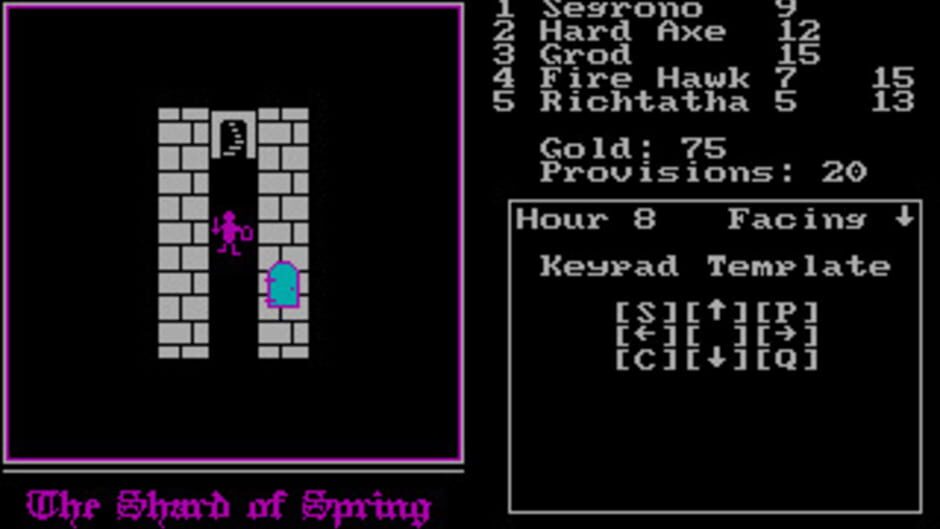 1 Segrono 9
2 Hard Axe 12
3 Grod 15
4 Fire Hawk 7 15
5 Richtatha 5 13
Gold: 75
Provisions: 20
Hour 8 Facing ↓
Keypad Template
[S][↑][P]
[←][ ][→]
[C][↓][Q]
The Shard of Spring